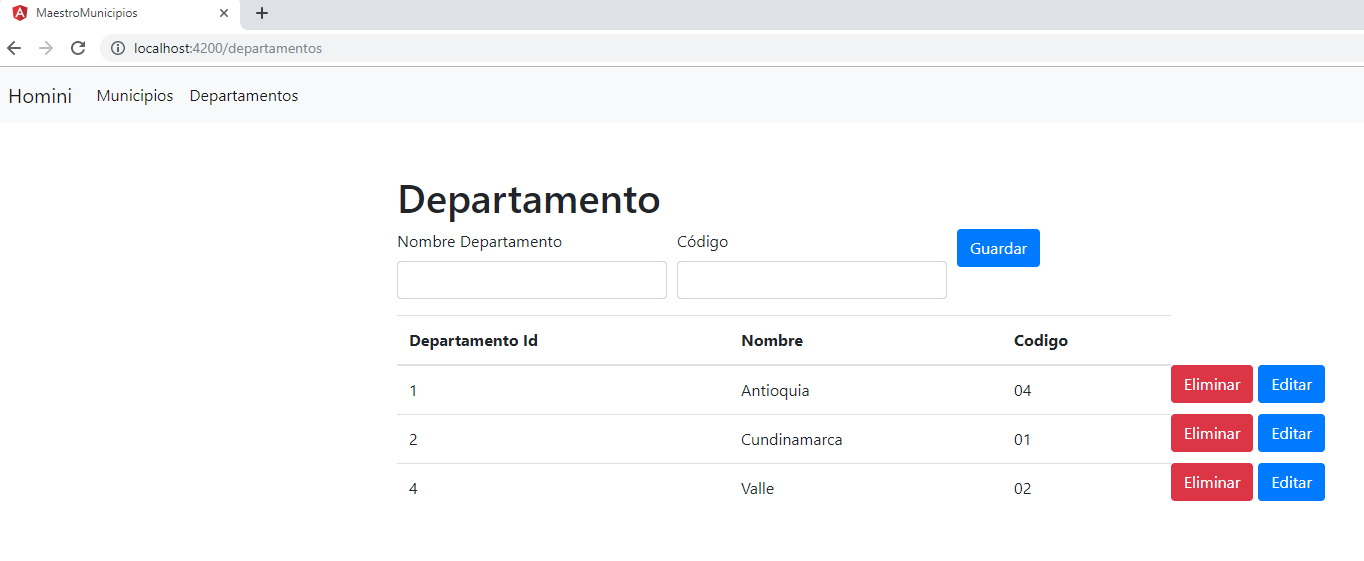 MaestroMunicipios
localhost:4200/departamentos
Homini Municipios Departamentos
Departamento
Nombre Departamento Código Guardar
Departamento Id Nombre Codigo
1 Antioquia 04 Eliminar Editar
2 Cundinamarca 01 Eliminar Editar
4 Valle 02 Eliminar Editar